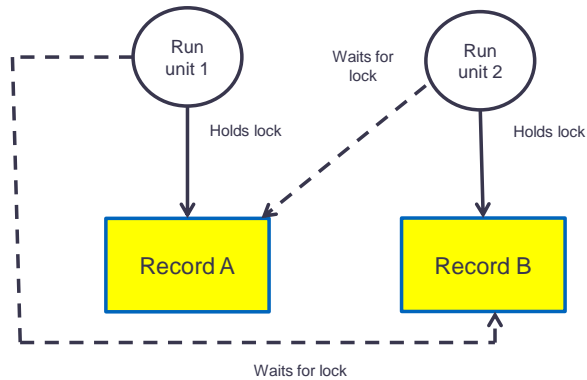 Run
unit 1
Run
unit 2
Waits for
lock
Holds lock
Holds lock
Record A
Record B
Waits for lock